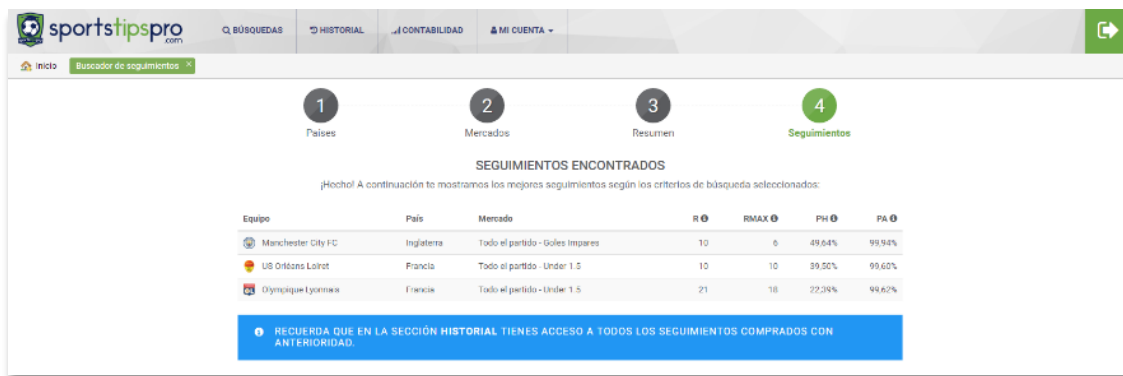 sportstipspro
.com
BÚSQUEDAS HISTORIAL CONTABILIDAD MI CUENTA
Inicio Buscador de seguimientos ×
1 2 3 4
Países Mercados Resumen Seguimientos
SEGUIMIENTOS ENCONTRADOS
¡Hecho! A continuación te mostramos los mejores seguimientos según los criterios de búsqueda seleccionados:
Equipo País Mercado R RMAX PH PA
Manchester City FC Inglaterra Todo el partido - Goles Impares 10 6 49,64% 99,94%
US Orléans Loiret Francia Todo el partido - Under 1.5 10 10 39,50% 99,60%
Olympique Lyonnais Francia Todo el partido - Under 1.5 21 18 22,39% 99,62%
RECUERDA QUE EN LA SECCIÓN HISTORIAL TIENES ACCESO A TODOS LOS SEGUIMIENTOS COMPRADOS CON
ANTERIORIDAD.